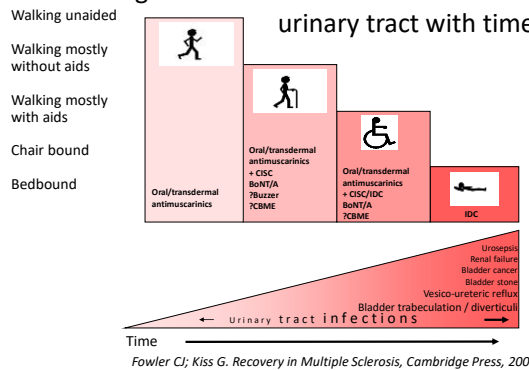 urinary tract with time
Walking unaided
Walking mostly
without aids
Walking mostly
with aids
Chair bound
Bedbound
Oral/transdermal
antimuscarinics
Oral/transdermal
antimuscarinics
+ CISC
BoNT/A
?Buzzer
?CBME
Oral/transdermal
antimuscarinics
+ CISC/IDC
BoNT/A
?CBME
IDC
Urosepsis
Renal failure
Bladder cancer
Bladder stone
Vesico-ureteric reflux
Bladder trabeculation / diverticuli
Urinary tract infections
Time
Fowler CJ; Kiss G. Recovery in Multiple Sclerosis, Cambridge Press, 200